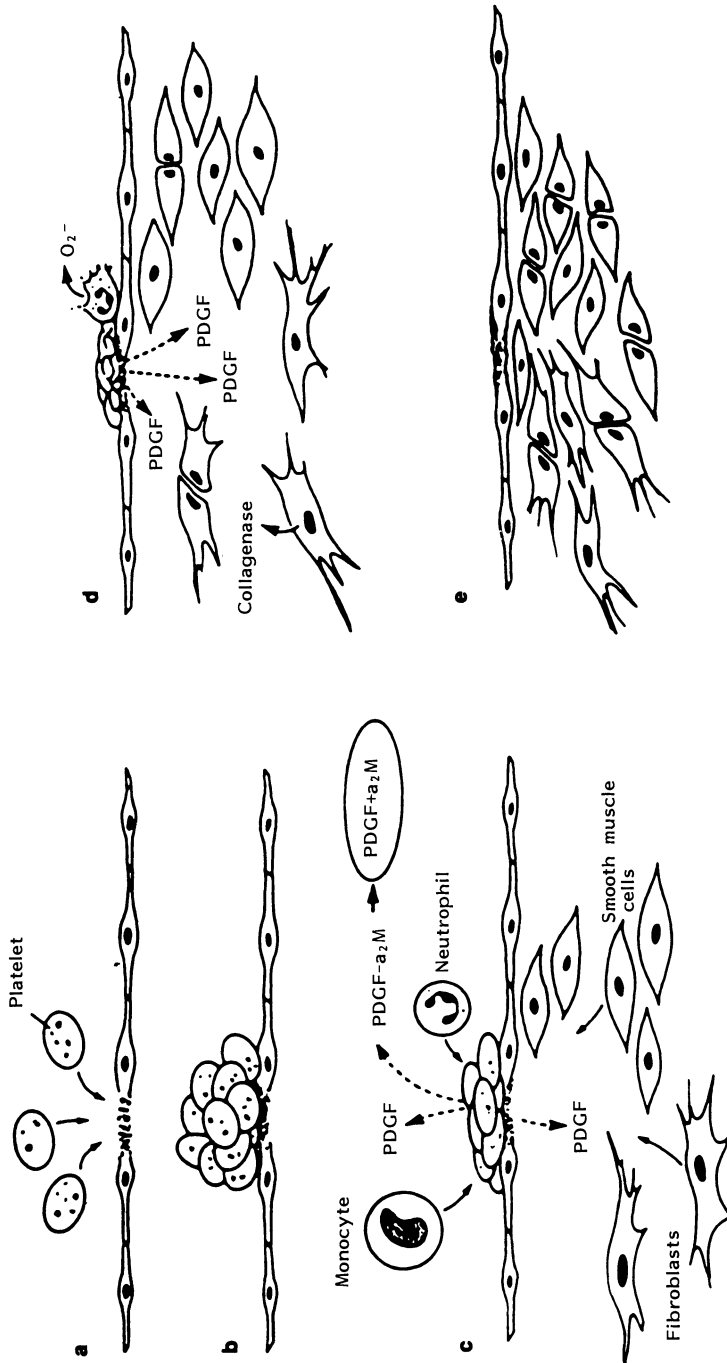 a
Platelet
b
c
Monocyte
PDGF
PDGF–a₂M
PDGF+a₂M
Neutrophil
PDGF
Smooth muscle
cells
Fibroblasts
d
O₂⁻
PDGF
PDGF
PDGF
Collagenase
e